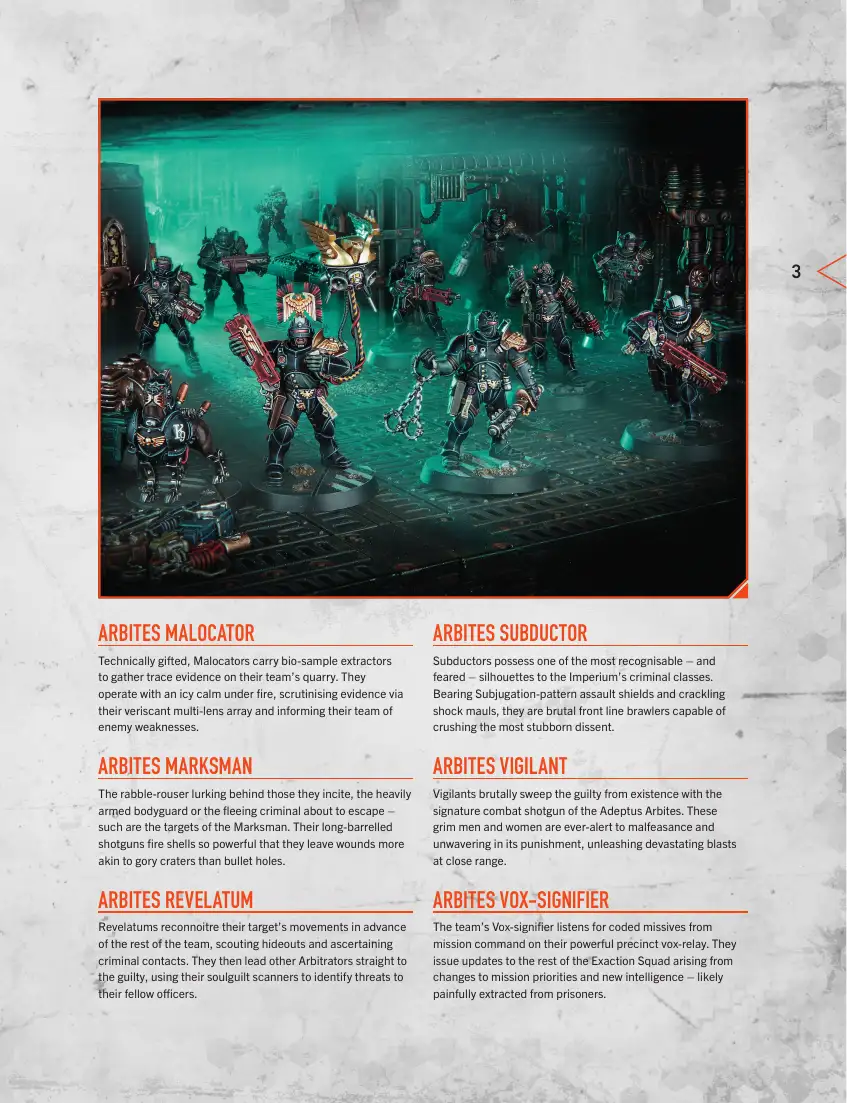 3
ARBITES MALOCATOR
Technically gifted, Malocators carry bio-sample extractors
to gather trace evidence on their team's quarry. They
operate with an icy calm under fire, scrutinising evidence via
their veriscant multi-lens array and informing their team of
enemy weaknesses.
ARBITES MARKSMAN
The rabble-rouser lurking behind those they incite, the heavily
armed bodyguard or the fleeing criminal about to escape –
such are the targets of the Marksman. Their long-barrelled
shotguns fire shells so powerful that they leave wounds more
akin to gory craters than bullet holes.
ARBITES REVELATUM
Revelatums reconnoitre their target's movements in advance
of the rest of the team, scouting hideouts and ascertaining
criminal contacts. They then lead other Arbitrators straight to
the guilty, using their soulguilt scanners to identify threats to
their fellow officers.
ARBITES SUBDUCTOR
Subductors possess one of the most recognisable – and
feared – silhouettes to the Imperium's criminal classes.
Bearing Subjugation-pattern assault shields and crackling
shock mauls, they are brutal front line brawlers capable of
crushing the most stubborn dissent.
ARBITES VIGILANT
Vigilants brutally sweep the guilty from existence with the
signature combat shotgun of the Adeptus Arbites. These
grim men and women are ever-alert to malfeasance and
unwavering in its punishment, unleashing devastating blasts
at close range.
ARBITES VOX-SIGNIFIER
The team's Vox-signifier listens for coded missives from
mission command on their powerful precinct vox-relay. They
issue updates to the rest of the Exaction Squad arising from
changes to mission priorities and new intelligence – likely
painfully extracted from prisoners.